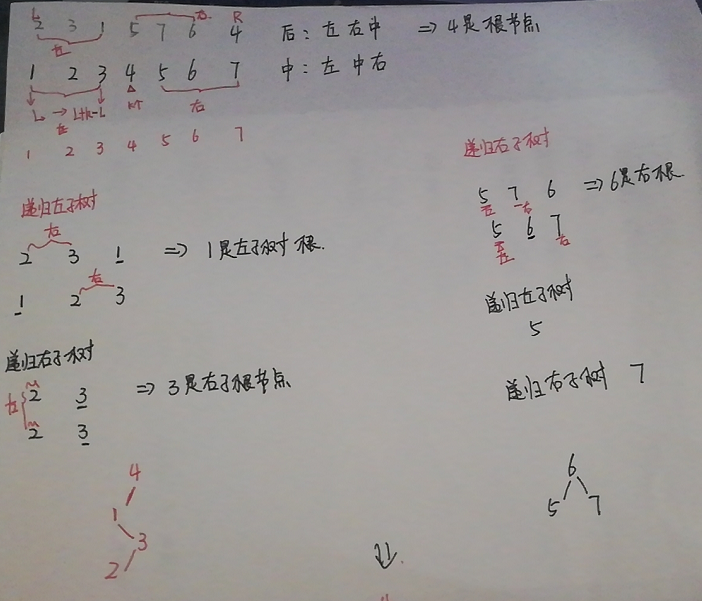 L R
2 3 1 5 7 6 4 后: 左右中 => 4是根节点
左 右
1 2 3 4 5 6 7 中: 左中右
L → L+k-L 右
左
1 2 3 4 5 6 7
递归左子树
右
2 3 1 => 1是左子树根.
右
1 2 3
递归右子树
2 3 => 3是右子根节点
左
2 3
4
1
3
2
递归右子树
5 7 6 => 6是右根
左 右
5 6 7
左 右
递归左子树
5
递归右子树 7
6
5 7